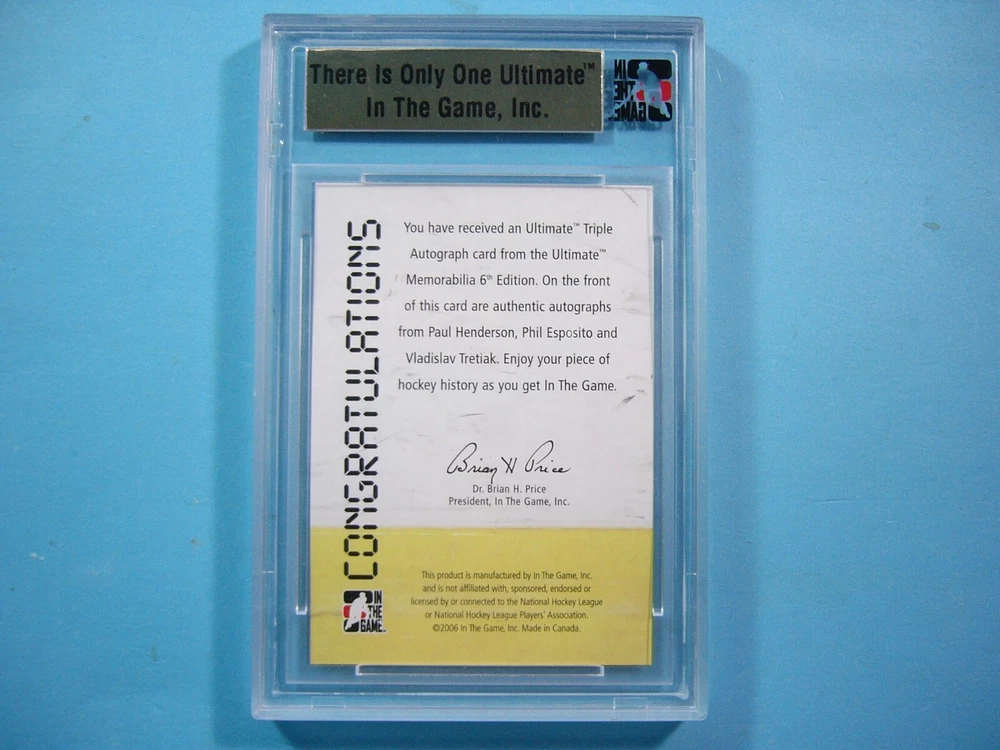 There Is Only One Ultimate™
In The Game, Inc.
IN
THE
GAME
CONGRATULATIONS
You have received an Ultimate™ Triple
Autograph card from the Ultimate™
Memorabilia 6th Edition. On the front
of this card are authentic autographs
from Paul Henderson, Phil Esposito and
Vladislav Tretiak. Enjoy your piece of
hockey history as you get In The Game.
Brian H Price
Dr. Brian H. Price
President, In The Game, Inc.
This product is manufactured by In The Game, Inc.
and is not affiliated with, sponsored, endorsed or
licensed by or connected to the National Hockey League
or National Hockey League Players' Association.
©2006 In The Game, Inc. Made in Canada.
IN
THE
GAME